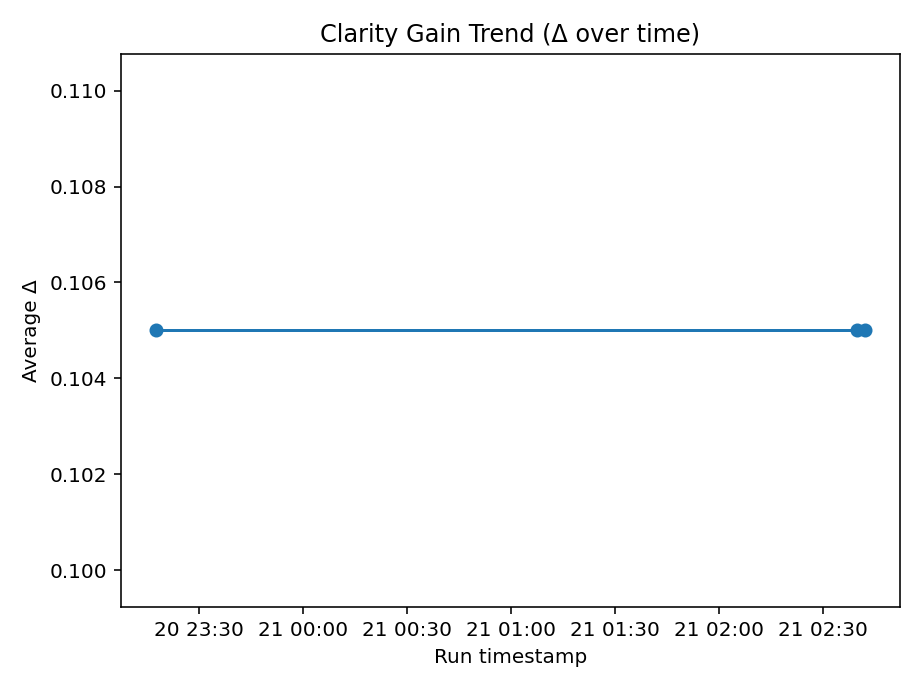 Clarity Gain Trend (Δ over time)
Average Δ
0.110
0.108
0.106
0.104
0.102
0.100
20 23:30 21 00:00 21 00:30 21 01:00 21 01:30 21 02:00 21 02:30
Run timestamp